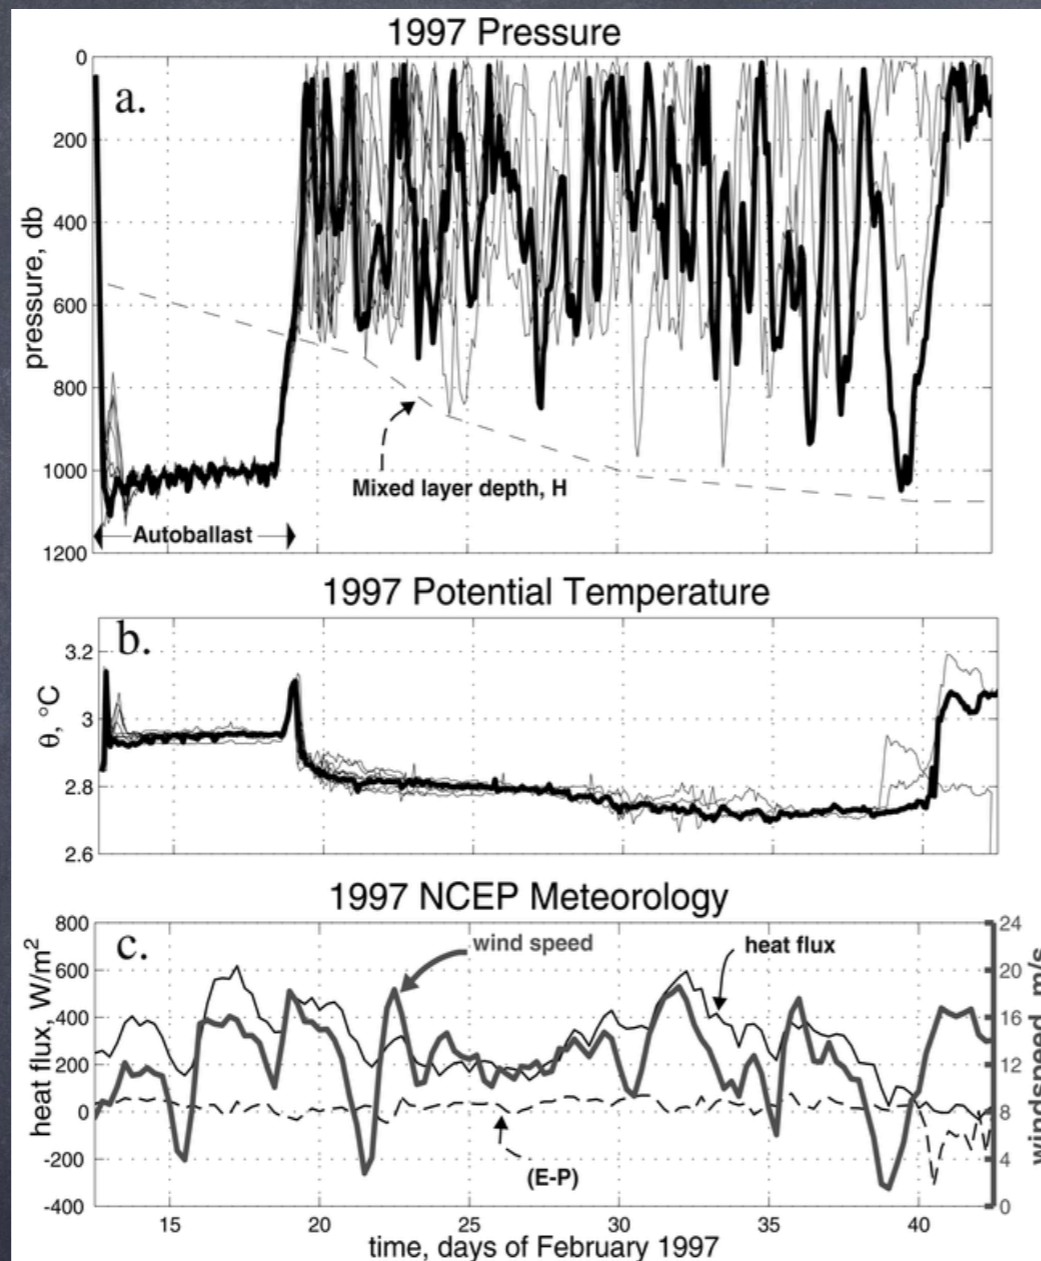 1997 Pressure
a.
0
200
400
600
800
1000
1200
pressure, db
Mixed layer depth, H
Autoballast
1997 Potential Temperature
b.
3.2
3
2.8
2.6
θ, °C
1997 NCEP Meteorology
c.
wind speed
heat flux
(E-P)
800
600
400
200
0
-200
-400
heat flux, W/m²
24
20
16
12
8
4
0
windspeed, m/s
15 20 25 30 35 40
time, days of February 1997